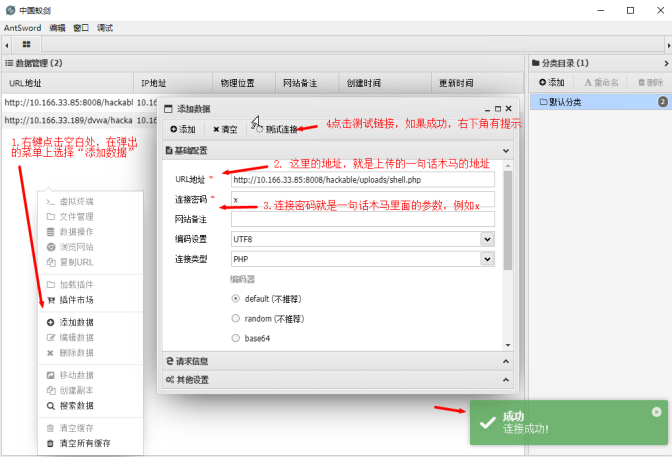 中国蚁剑
AntSword 编辑 窗口 调试
数据管理 (2)
URL地址 IP地址 物理位置 网站备注 创建时间 更新时间
http://10.166.33.85:8008/hackabl 10.16
http://10.166.33.189/dvwa/hacka 10.16
1.右键点击空白处，在弹出
的菜单上选择“添加数据”
虚拟终端
文件管理
数据操作
浏览网站
复制URL
加载插件
插件市场
添加数据
编辑数据
删除数据
移动数据
创建副本
搜索数据
清空缓存
清空所有缓存
添加数据
添加 清空 测试连接
4点击测试链接，如果成功，右下角有提示
基础配置
2. 这里的地址，就是上传的一句话木马的地址
URL地址 * http://10.166.33.85:8008/hackable/uploads/shell.php
连接密码 * x
3.连接密码就是一句话木马里面的参数，例如x
网站备注
编码设置 UTF8
连接类型 PHP
编码器
default (不推荐)
random (不推荐)
base64
请求信息
其他设置
分类目录 (1)
添加 重命名 删除
默认分类 2
成功
连接成功!